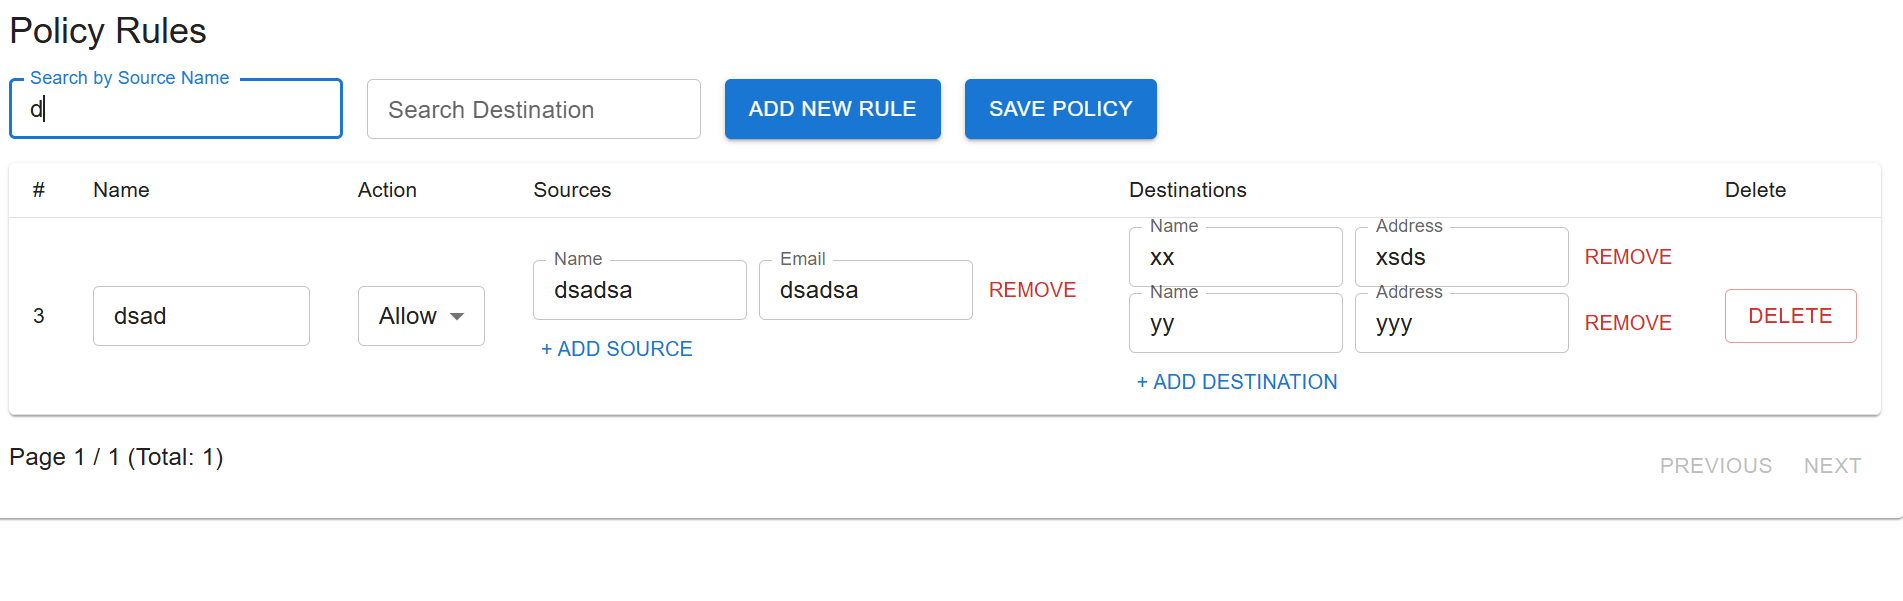 Policy Rules
Search by Source Name
d
Search Destination
ADD NEW RULE
SAVE POLICY
# Name Action Sources Destinations Delete
3
dsad
Allow
Name
dsadsa
Email
dsadsa
REMOVE
+ ADD SOURCE
Name
xx
Address
xsds
REMOVE
Name
yy
Address
yyy
REMOVE
+ ADD DESTINATION
DELETE
Page 1 / 1 (Total: 1)
PREVIOUS NEXT